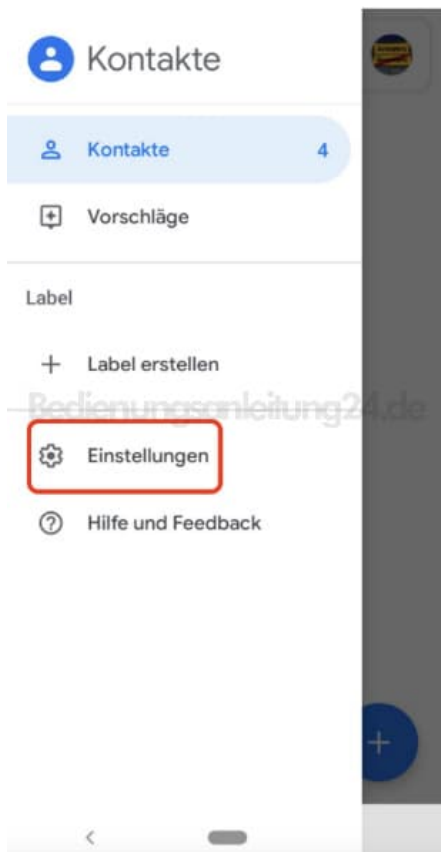 Kontakte
Kontakte 4
Vorschläge
Label
Label erstellen
Bedienungsanleitung24.de
Einstellungen
Hilfe und Feedback